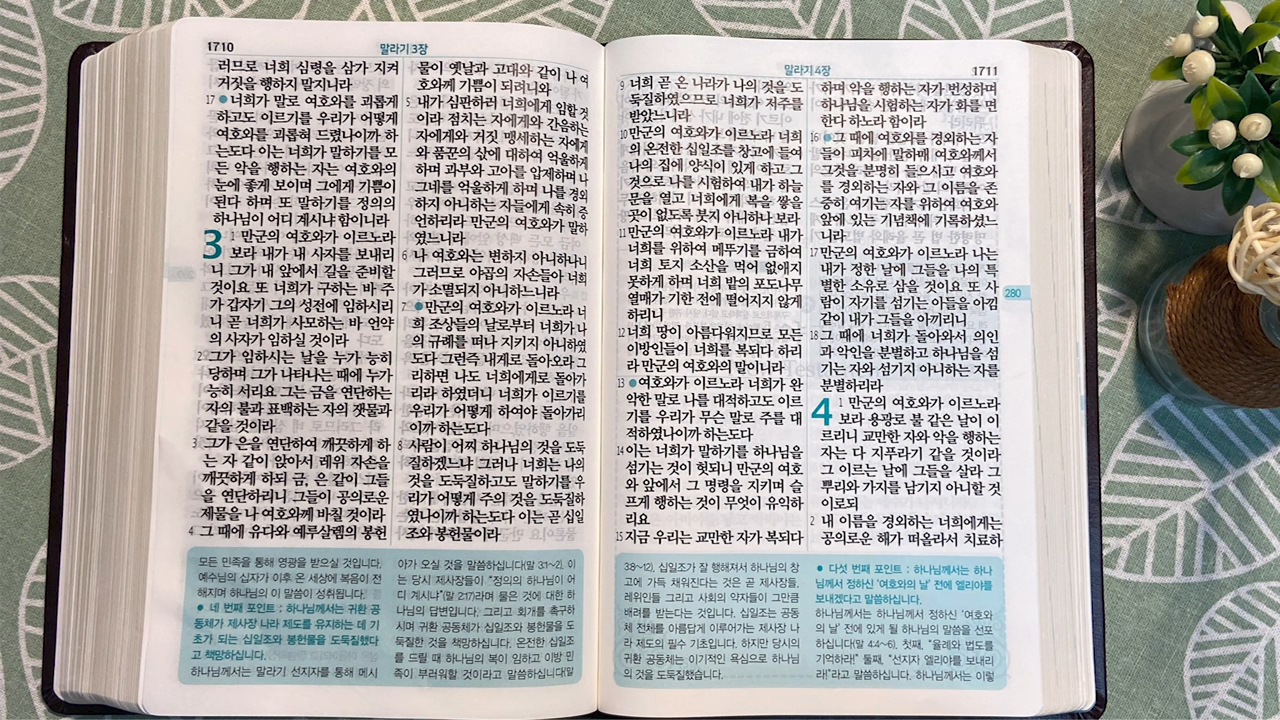 1710
말라기 3장
러므로 너희 심령을 삼가 지켜
거짓을 행하지 말지니라
17 ●너희가 말로 여호와를 괴롭게
하고도 이르기를 우리가 어떻게
여호와를 괴롭혀 드렸나이까 하
는도다 이는 너희가 말하기를 모
든 악을 행하는 자는 여호와의
눈에 좋게 보이며 그에게 기쁨이
된다 하며 또 말하기를 정의의
하나님이 어디 계시냐 함이니라
3 1 만군의 여호와가 이르노라
보라 내가 내 사자를 보내리
니 그가 내 앞에서 길을 준비할
것이요 또 너희가 구하는 바 주
가 갑자기 그의 성전에 임하시리
니 곧 너희가 사모하는 바 언약
의 사자가 임하실 것이라
2 그가 임하시는 날을 누가 능히
당하며 그가 나타나는 때에 누가
능히 서리요 그는 금을 연단하는
자의 불과 표백하는 자의 잿물과
같을 것이라
3 그가 은을 연단하여 깨끗하게 하
는 자 같이 앉아서 레위 자손을
깨끗하게 하되 금, 은 같이 그들
을 연단하리니 그들이 공의로운
제물을 나 여호와께 바칠 것이라
4 그 때에 유다와 예루살렘의 봉헌
물이 옛날과 고대와 같이 나 여
호와께 기쁨이 되려니와
5 내가 심판하러 너희에게 임할 것
이라 점치는 자에게와 간음하는
자에게와 거짓 맹세하는 자에게
와 품꾼의 삯에 대하여 억울하게
하며 과부와 고아를 압제하며 나
그네를 억울하게 하며 나를 경외
하지 아니하는 자들에게 속히 증
언하리라 만군의 여호와가 말하
였느니라
6 나 여호와는 변하지 아니하나니
그러므로 야곱의 자손들아 너희
가 소멸되지 아니하느니라
7 ●만군의 여호와가 이르노라 너
희 조상들의 날로부터 너희가 나
의 규례를 떠나 지키지 아니하였
도다 그런즉 내게로 돌아오라 그
리하면 나도 너희에게로 돌아가
리라 하였더니 너희가 이르기를
우리가 어떻게 하여야 돌아가리
이까 하는도다
8 사람이 어찌 하나님의 것을 도둑
질하겠느냐 그러나 너희는 나의
것을 도둑질하고도 말하기를 우
리가 어떻게 주의 것을 도둑질하
였나이까 하는도다 이는 곧 십일
조와 봉헌물이라
모든 민족을 통해 영광을 받으실 것입니다.
예수님의 십자가 이후 온 세상에 복음이 전
해지며 하나님의 이 말씀이 성취됩니다.
● 네 번째 포인트 : 하나님께서는 귀환 공
동체가 제사장 나라 제도를 유지하는 데 기
초가 되는 십일조와 봉헌물을 도둑질했다
고 책망하십니다.
하나님께서는 말라기 선지자를 통해 메시
아가 오실 것을 말씀하십니다(말 3:1~2). 이
는 당시 제사장들이 “정의의 하나님이 어
디 계시냐”(말 2:17)라며 물은 것에 대한 하
나님의 답변입니다. 그리고 회개를 촉구하
시며 귀환 공동체가 십일조와 봉헌물을 도
둑질한 것을 책망하십니다. 온전한 십일조
를 드릴 때 하나님의 복이 임하고 이방 민
족이 부러워할 것이라고 말씀하십니다(말
말라기 4장
1711
9 너희 곧 온 나라가 나의 것을 도
둑질하였으므로 너희가 저주를
받았느니라
10 만군의 여호와가 이르노라 너희
의 온전한 십일조를 창고에 들여
나의 집에 양식이 있게 하고 그
것으로 나를 시험하여 내가 하늘
문을 열고 너희에게 복을 쌓을
곳이 없도록 붓지 아니하나 보라
11 만군의 여호와가 이르노라 내가
너희를 위하여 메뚜기를 금하여
너희 토지 소산을 먹어 없애지
못하게 하며 너희 밭의 포도나무
열매가 기한 전에 떨어지지 않게
하리니
12 너희 땅이 아름다워지므로 모든
이방인들이 너희를 복되다 하리
라 만군의 여호와의 말이니라
13 ●여호와가 이르노라 너희가 완
악한 말로 나를 대적하고도 이르
기를 우리가 무슨 말로 주를 대
적하였나이까 하는도다
14 이는 너희가 말하기를 하나님을
섬기는 것이 헛되니 만군의 여호
와 앞에서 그 명령을 지키며 슬
프게 행하는 것이 무엇이 유익하
리요
15 지금 우리는 교만한 자가 복되다
하며 악을 행하는 자가 번성하며
하나님을 시험하는 자가 화를 면
한다 하노라 함이라
16 ●그 때에 여호와를 경외하는 자
들이 피차에 말하매 여호와께서
그것을 분명히 들으시고 여호와
를 경외하는 자와 그 이름을 존
중히 여기는 자를 위하여 여호와
앞에 있는 기념책에 기록하셨느
니라
17 만군의 여호와가 이르노라 나는
내가 정한 날에 그들을 나의 특
별한 소유로 삼을 것이요 또 사
람이 자기를 섬기는 아들을 아낌
같이 내가 그들을 아끼리니
18 그 때에 너희가 돌아와서 의인
과 악인을 분별하고 하나님을 섬
기는 자와 섬기지 아니하는 자를
분별하리라
4 1 만군의 여호와가 이르노라
보라 용광로 불 같은 날이 이
르리니 교만한 자와 악을 행하는
자는 다 지푸라기 같을 것이라
그 이르는 날에 그들을 살라 그
뿌리와 가지를 남기지 아니할 것
이로되
2 내 이름을 경외하는 너희에게는
공의로운 해가 떠올라서 치료하
280
3:8~12). 십일조가 잘 행해져서 하나님의 창
고에 가득 채워진다는 것은 곧 제사장들,
레위인들 그리고 사회의 약자들이 그만큼
배려를 받는다는 것입니다. 십일조는 공동
체 전체를 아름답게 이루어가는 제사장 나
라 제도의 필수 기초입니다. 하지만 당시의
귀환 공동체는 이기적인 욕심으로 하나님
의 것을 도둑질했습니다.
● 다섯 번째 포인트 : 하나님께서는 하나
님께서 정하신 ‘여호와의 날’ 전에 엘리야를
보내겠다고 말씀하십니다.
하나님께서는 하나님께서 정하신 ‘여호와
의 날’ 전에 있게 될 하나님의 말씀을 선포
하십니다(말 4:4~6). 첫째, “율례와 법도를
기억하라!” 둘째, “선지자 엘리야를 보내리
라!”라고 말씀하십니다. 하나님께서는 이렇